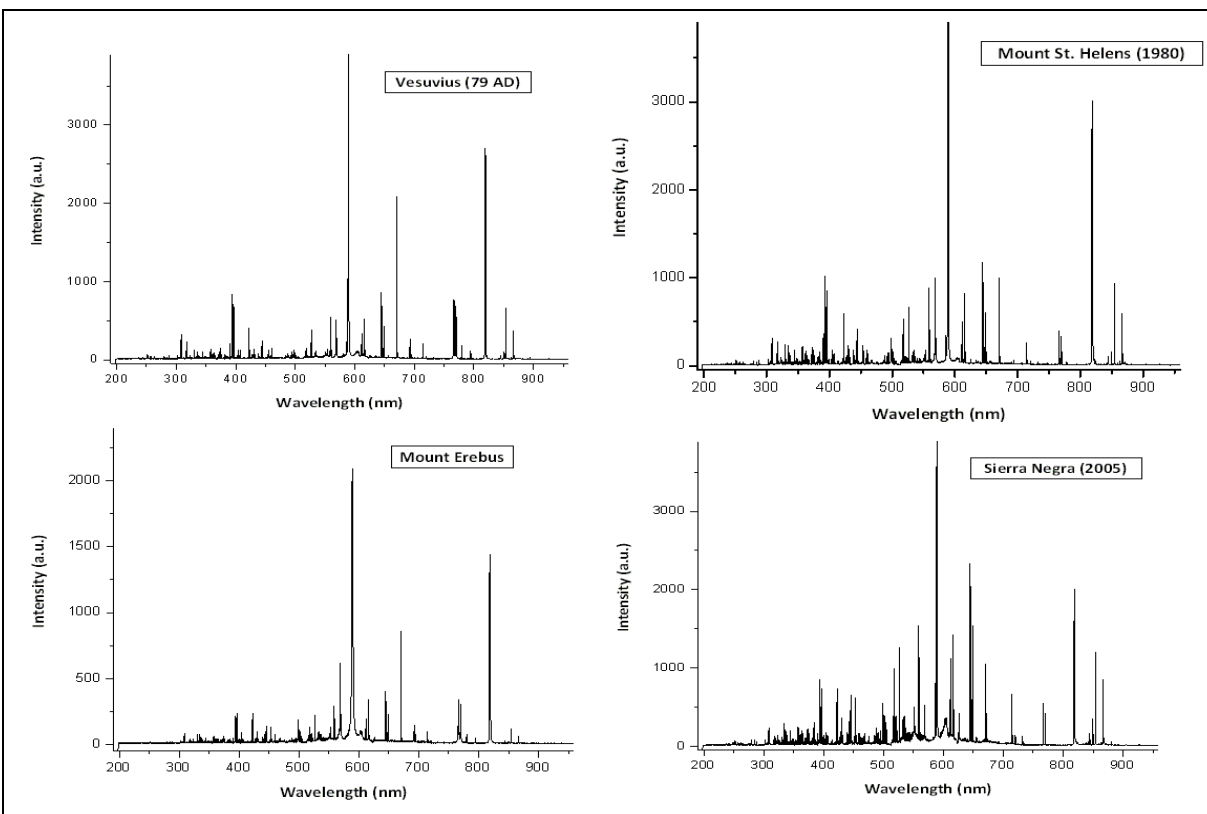 Vesuvius (79 AD)
Intensity (a.u.)
3000
2000
1000
0
200 300 400 500 600 700 800 900
Wavelength (nm)
Mount St. Helens (1980)
Intensity (a.u.)
3000
2000
1000
0
200 300 400 500 600 700 800 900
Wavelength (nm)
Mount Erebus
Intensity (a.u.)
2000
1500
1000
500
0
200 300 400 500 600 700 800 900
Wavelength (nm)
Sierra Negra (2005)
Intensity (a.u.)
3000
2000
1000
0
200 300 400 500 600 700 800 900
Wavelength (nm)